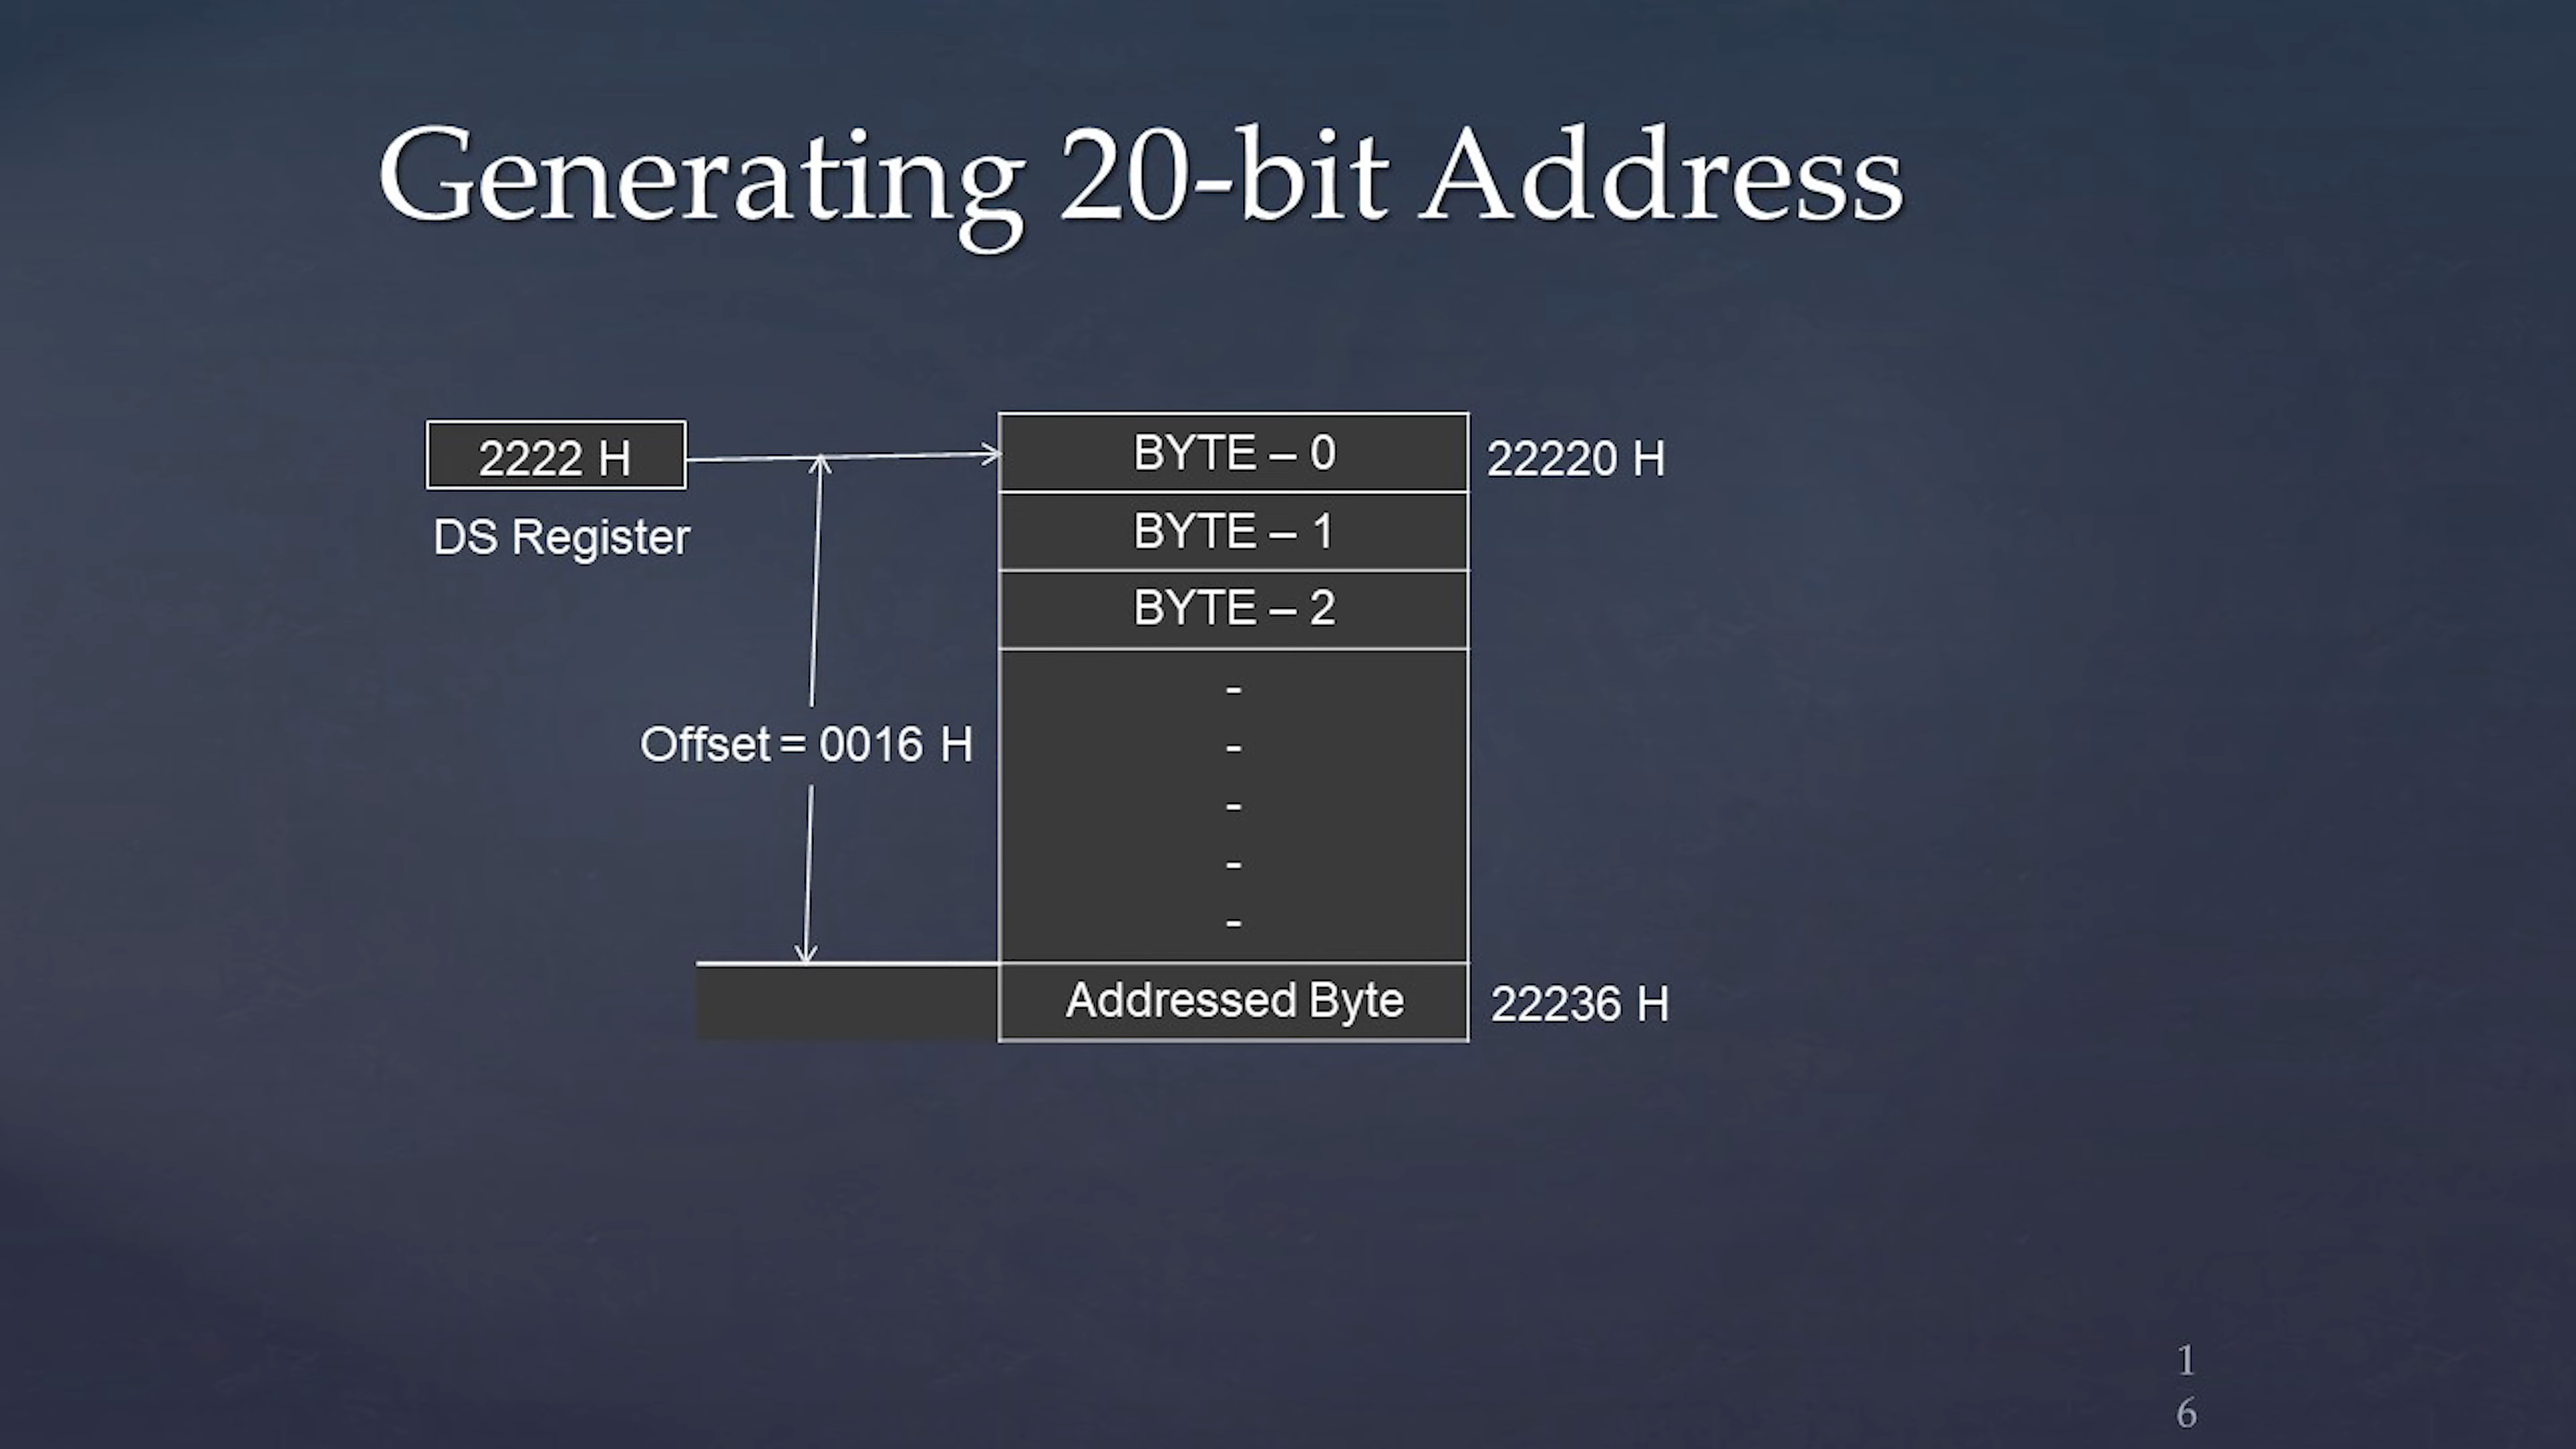 Generating 20-bit Address
2222 H
DS Register
Offset = 0016 H
BYTE – 0
BYTE – 1
BYTE – 2
-
-
-
-
-
Addressed Byte
22220 H
22236 H
1
6